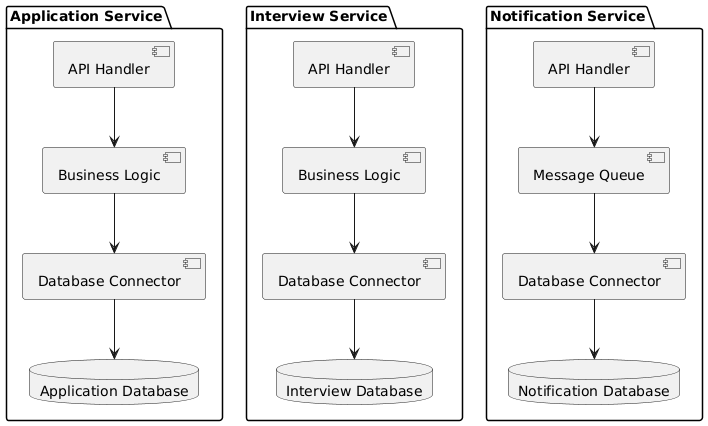 Application Service
API Handler
Business Logic
Database Connector
Application Database
Interview Service
API Handler
Business Logic
Database Connector
Interview Database
Notification Service
API Handler
Message Queue
Database Connector
Notification Database